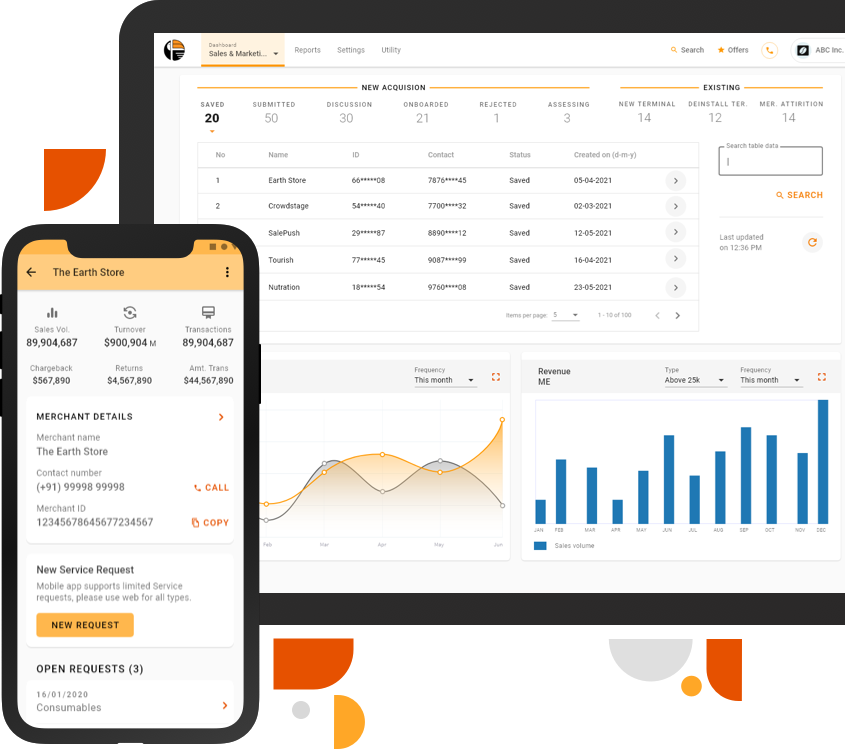 Dashboard
Sales & Marketi...
Reports
Settings
Utility
Search
Offers
ABC Inc.
NEW ACQUISION
EXISTING
SAVED
SUBMITTED
DISCUSSION
ONBOARDED
REJECTED
ASSESSING
NEW TERMINAL
DEINSTALL TER.
MER. ATTIRITION
20
50
30
21
1
3
14
12
14
No Name ID Contact Status Created on (d-m-y)
1 Earth Store 66*****08 7876****45 Saved 05-04-2021
2 Crowdstage 54*****40 7700****32 Saved 02-03-2021
SalePush 29*****87 8890****12 Saved 12-05-2021
Tourish 77*****45 9087****99 Saved 16-04-2021
Nutration 18*****54 9760****08 Saved 23-05-2021
Items per page: 5 1 - 10 of 100
Search table data
SEARCH
Last updated
on 12:36 PM
The Earth Store
Sales Vol.
Turnover
Transactions
89,904,687
$900,904 M
89,904,687
Chargeback
Returns
Amt. Trans
$567,890
$4,567,890
$44,567,890
MERCHANT DETAILS
Merchant name
The Earth Store
Contact number
(+91) 99998 99998
CALL
Merchant ID
12345678645677234567
COPY
New Service Request
Mobile app supports limited Service
requests, please use web for all types.
NEW REQUEST
OPEN REQUESTS (3)
16/01/2020
Consumables
Frequency
This month
Feb Mar Apr May Jun
Revenue
ME
Type
Above 25k
Frequency
This month
JAN FEB MAR APR MAY JUN JUL AUG SEP OCT NOV DEC
Sales volume